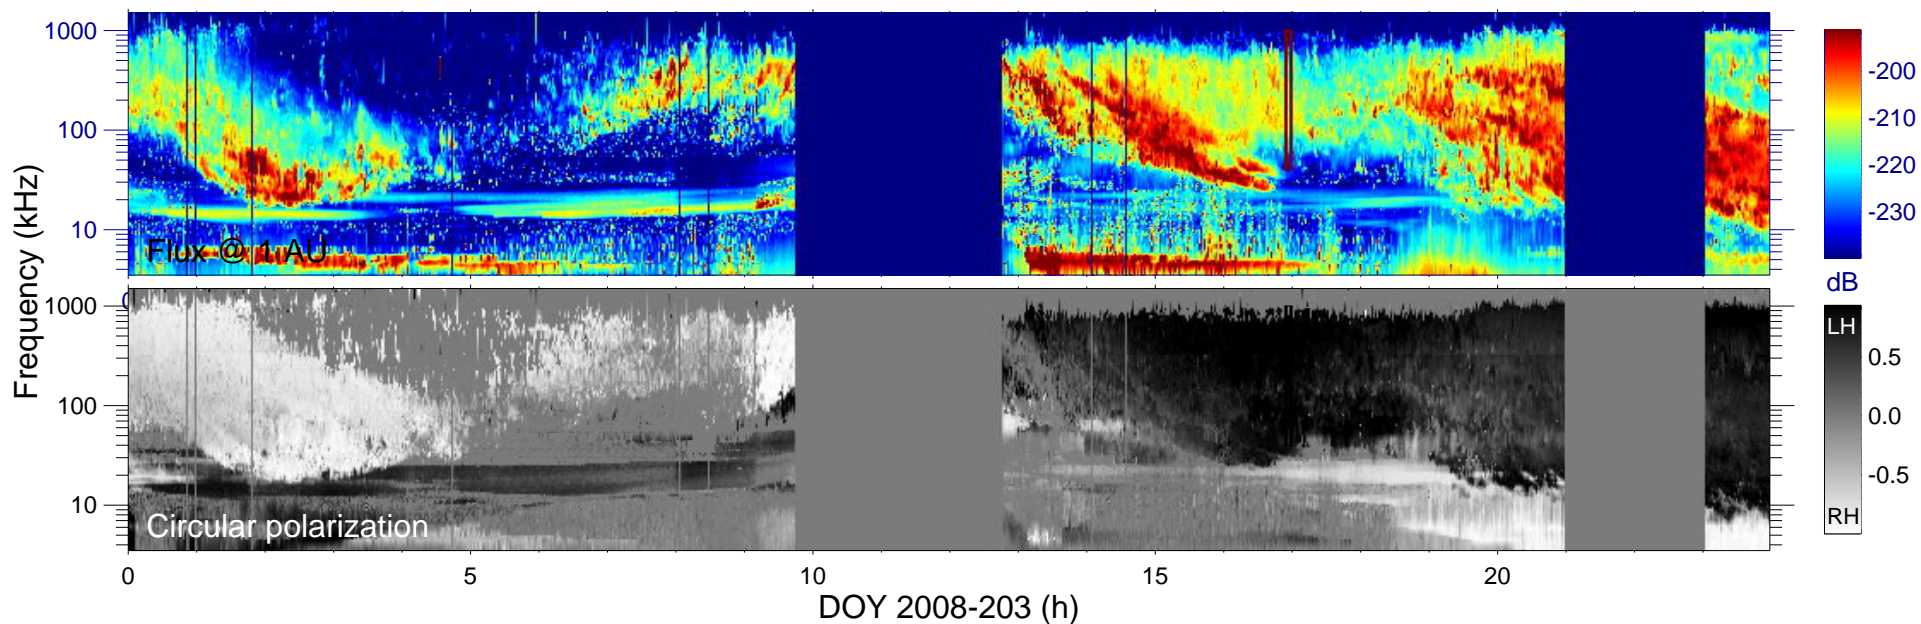 1000
100
10
Flux @ 1 AU
-200
-210
-220
-230
dB
0
Frequency (kHz)
1000
100
10
Circular polarization
LH
0.5
0.0
-0.5
RH
0
5
10
15
20
DOY 2008-203 (h)